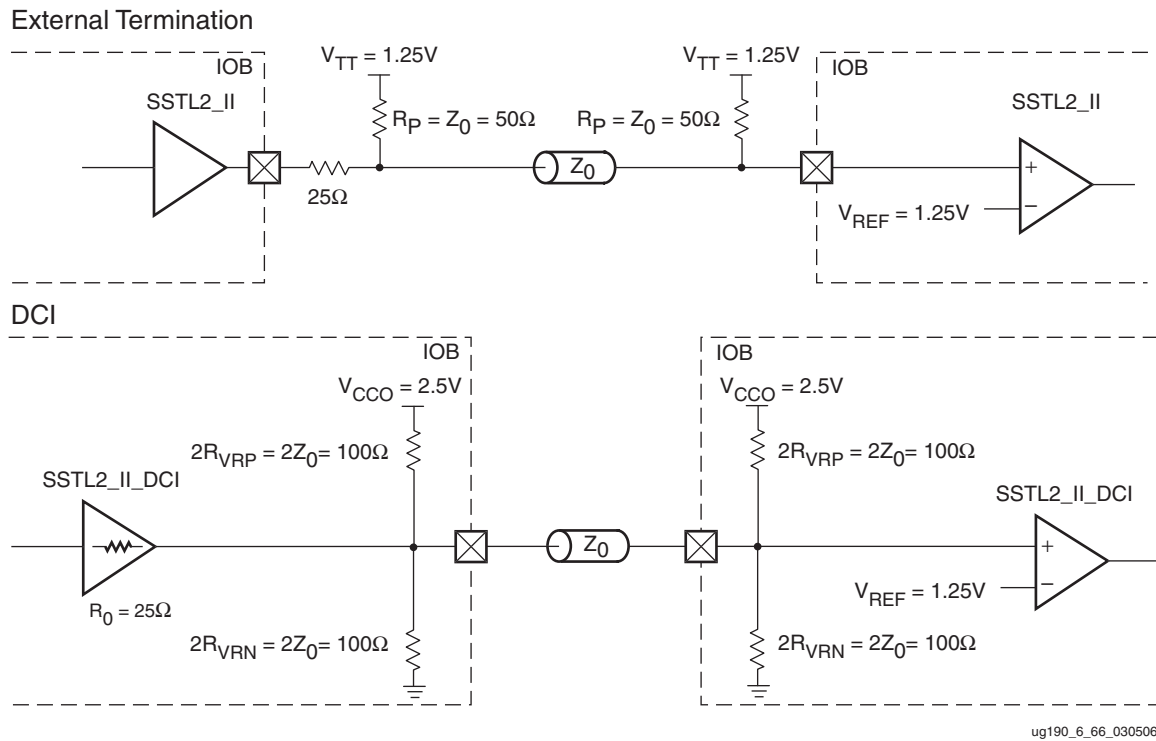 External Termination
IOB
SSTL2_II
V_TT = 1.25V
R_P = Z_0 = 50Ω
25Ω
Z_0
V_TT = 1.25V
R_P = Z_0 = 50Ω
IOB
SSTL2_II
+
−
V_REF = 1.25V
DCI
IOB
V_CCO = 2.5V
2R_VRP = 2Z_0= 100Ω
SSTL2_II_DCI
R_0 = 25Ω
2R_VRN = 2Z_0= 100Ω
Z_0
IOB
V_CCO = 2.5V
2R_VRP = 2Z_0= 100Ω
SSTL2_II_DCI
+
−
V_REF = 1.25V
2R_VRN = 2Z_0= 100Ω
ug190_6_66_030506